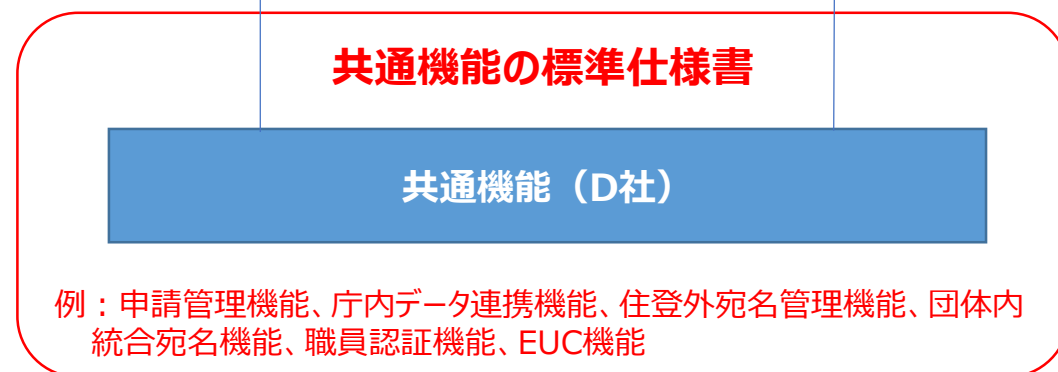 共通機能の標準仕様書
共通機能（D社）
例：申請管理機能、庁内データ連携機能、住登外宛名管理機能、団体内
統合宛名機能、職員認証機能、EUC機能